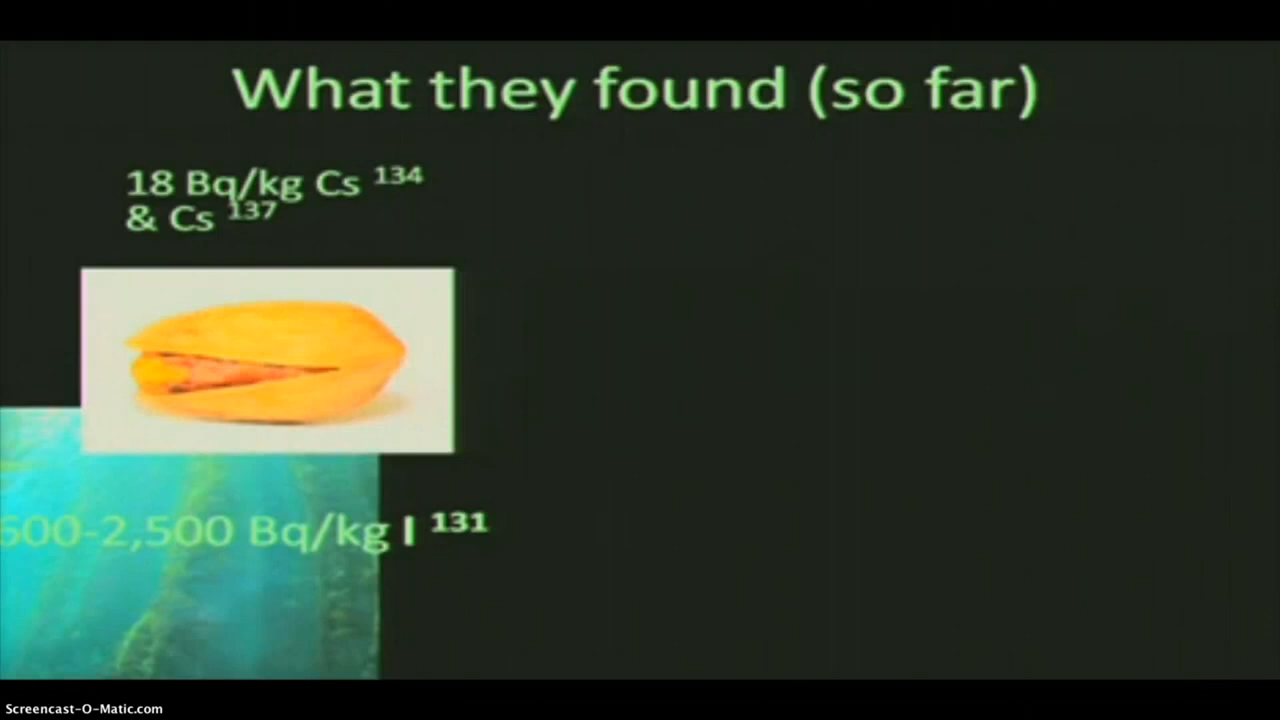 What they found (so far)
18 Bq/kg Cs ¹³⁴
& Cs ¹³⁷
600-2,500 Bq/kg I ¹³¹
Screencast-O-Matic.com